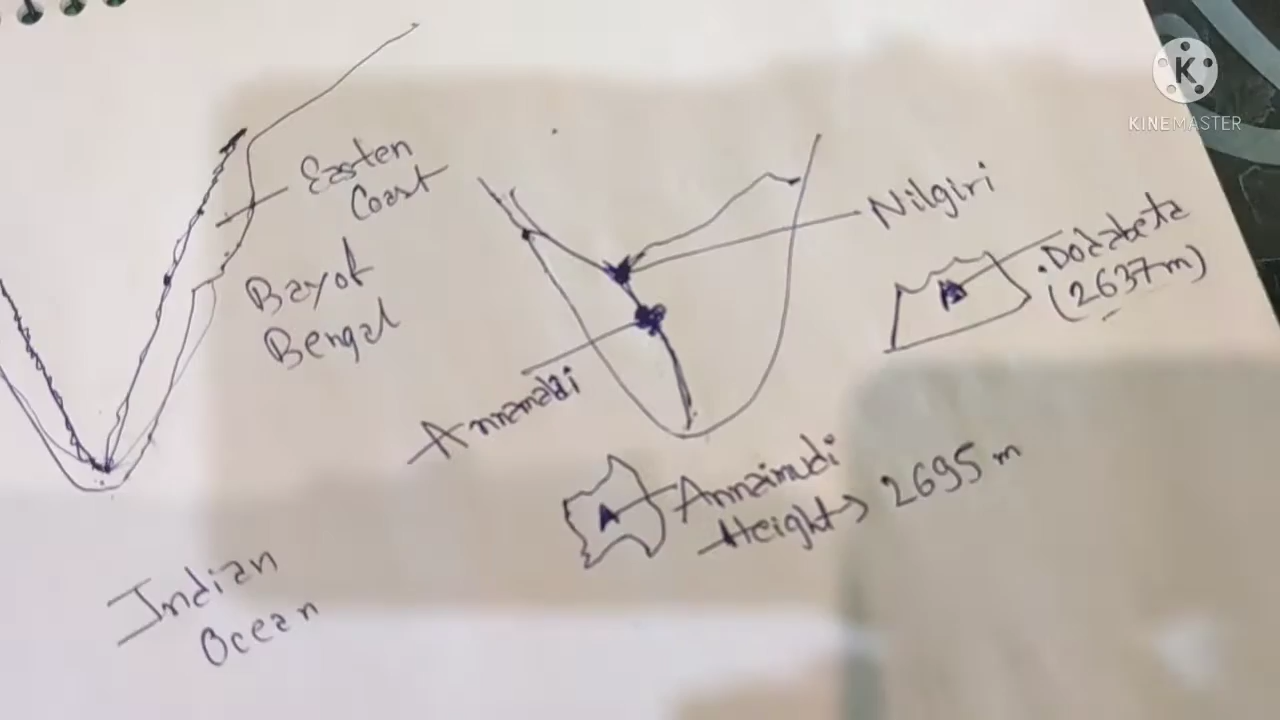 Easten
Coast
Bay of
Bengal
Indian
Ocean
Nilgiri
Annamalai
.Dodabeta
(2637m)
Annaimudi
Height → 2695 m
K
KINEMASTER